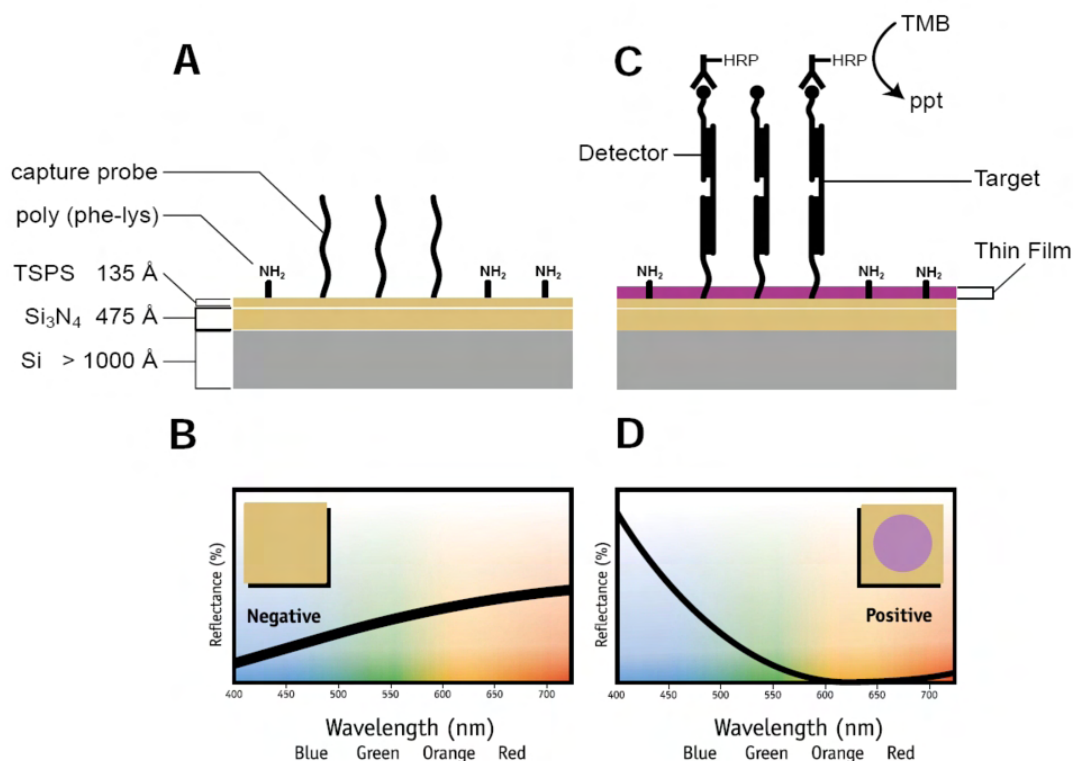 A
capture probe
poly (phe-lys)
TSPS 135 Å
Si₃N₄ 475 Å
Si > 1000 Å
NH₂
NH₂
NH₂
C
TMB
ppt
HRP
HRP
Detector
Target
Thin Film
NH₂
NH₂
NH₂
B
Reflectance (%)
Negative
400 450 500 550 600 650 700
Wavelength (nm)
Blue Green Orange Red
D
Reflectance (%)
Positive
400 450 500 550 600 650 700
Wavelength (nm)
Blue Green Orange Red